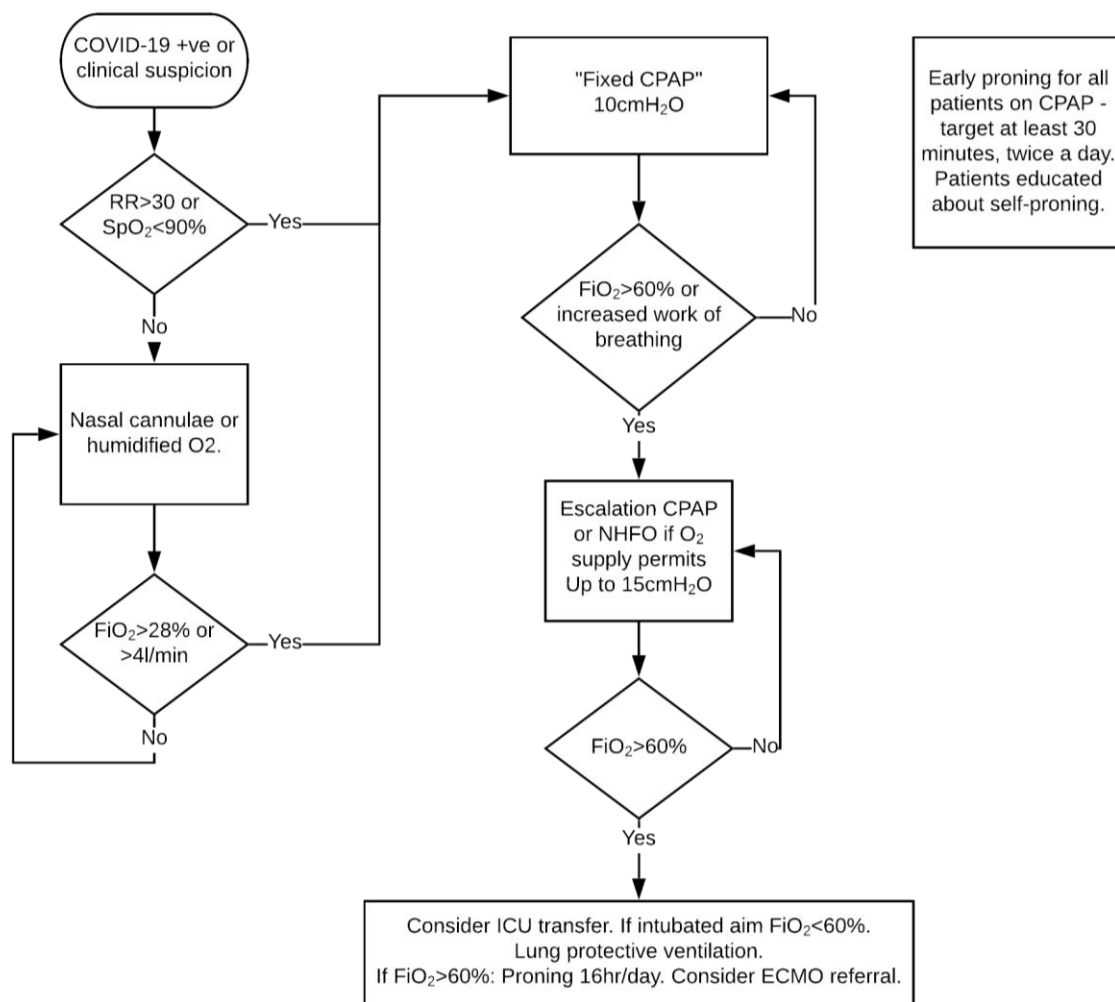 COVID-19 +ve or
clinical suspicion
RR>30 or
SpO₂<90%
Yes
No
Nasal cannulae or
humidified O2.
FiO₂>28% or
>4l/min
Yes
No
"Fixed CPAP"
10cmH₂O
FiO₂>60% or
increased work of
breathing
No
Yes
Escalation CPAP
or NHFO if O₂
supply permits
Up to 15cmH₂O
FiO₂>60%
No
Yes
Consider ICU transfer. If intubated aim FiO₂<60%.
Lung protective ventilation.
If FiO₂>60%: Proning 16hr/day. Consider ECMO referral.
Early proning for all
patients on CPAP -
target at least 30
minutes, twice a day.
Patients educated
about self-proning.